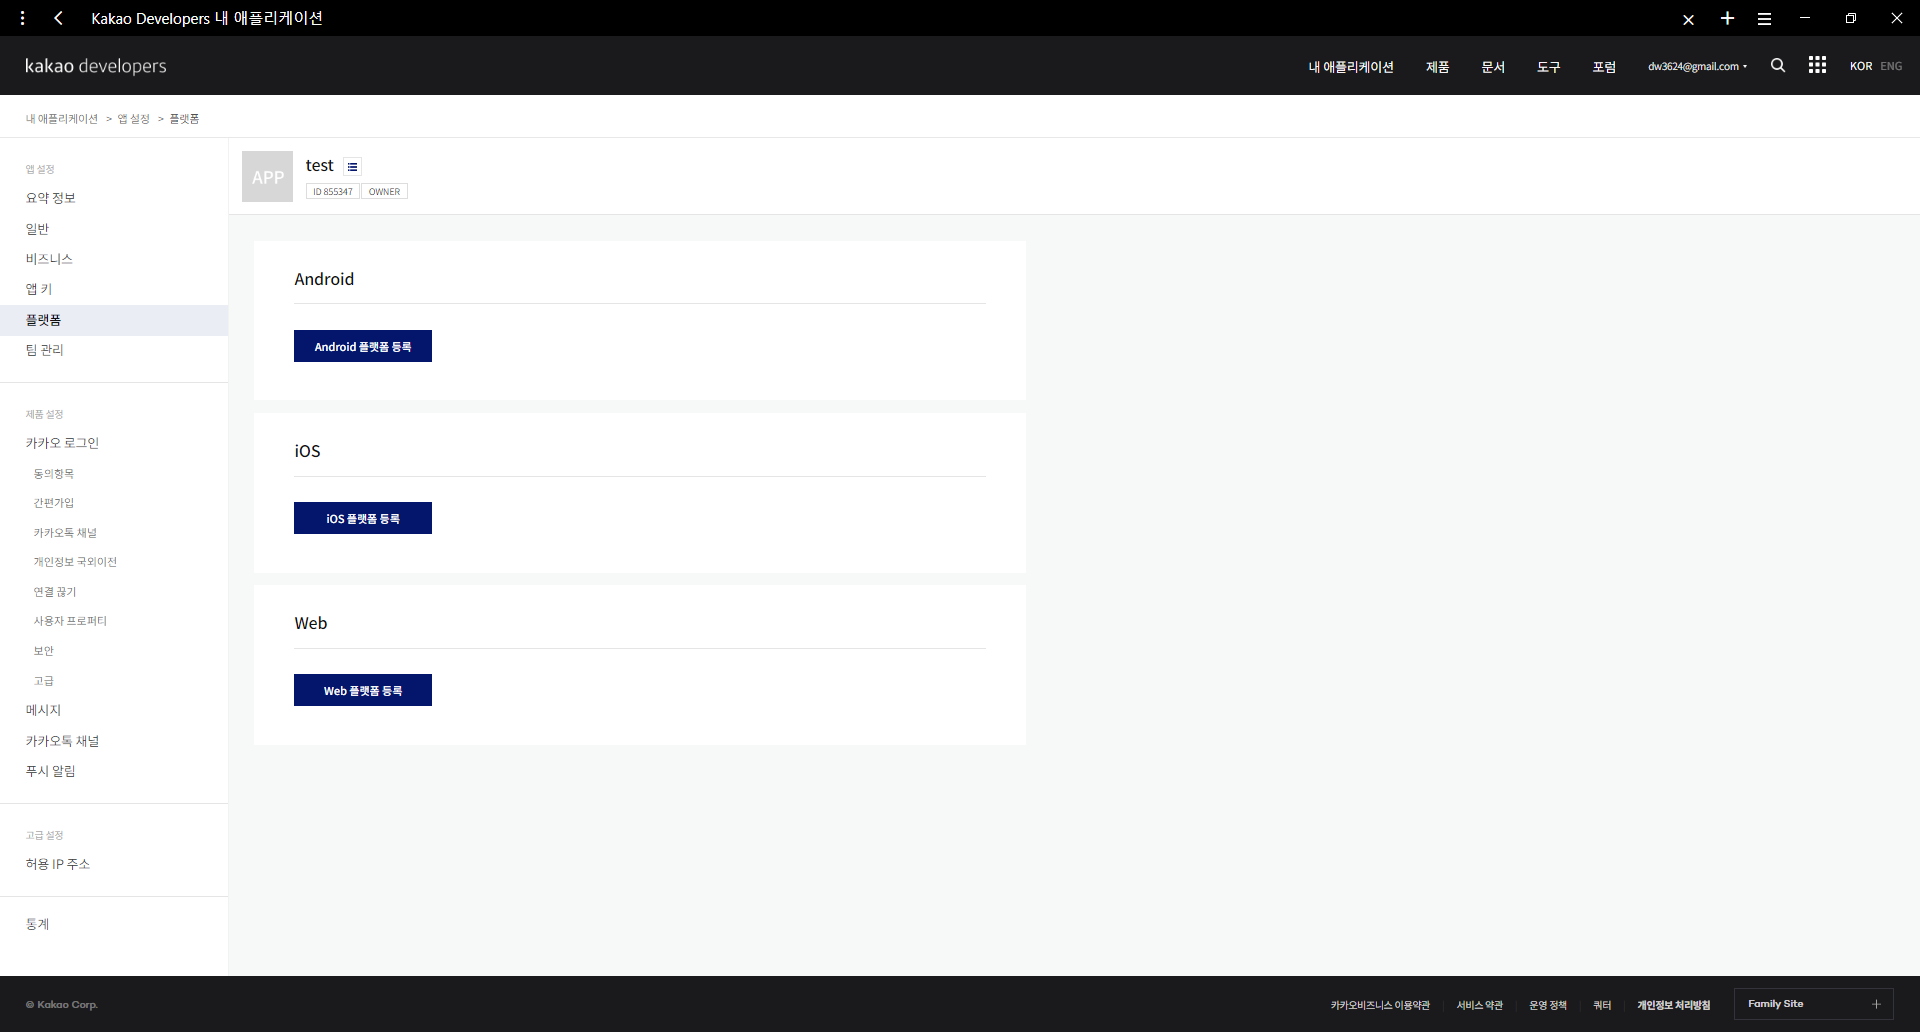 Kakao Developers 내 애플리케이션
kakao developers
내 애플리케이션 제품 문서 도구 포럼 dw3624@gmail.com KOR ENG
내 애플리케이션 > 앱 설정 > 플랫폼
앱 설정
요약 정보
일반
비즈니스
앱 키
플랫폼
팀 관리
제품 설정
카카오 로그인
동의항목
간편가입
카카오톡 채널
개인정보 국외이전
연결 끊기
사용자 프로퍼티
보안
고급
메시지
카카오톡 채널
푸시 알림
고급 설정
허용 IP 주소
통계
APP
test
ID 855347 OWNER
Android
Android 플랫폼 등록
iOS
iOS 플랫폼 등록
Web
Web 플랫폼 등록
© Kakao Corp.
카카오비즈니스 이용약관 서비스 약관 운영 정책 쿼터 개인정보 처리방침 Family Site